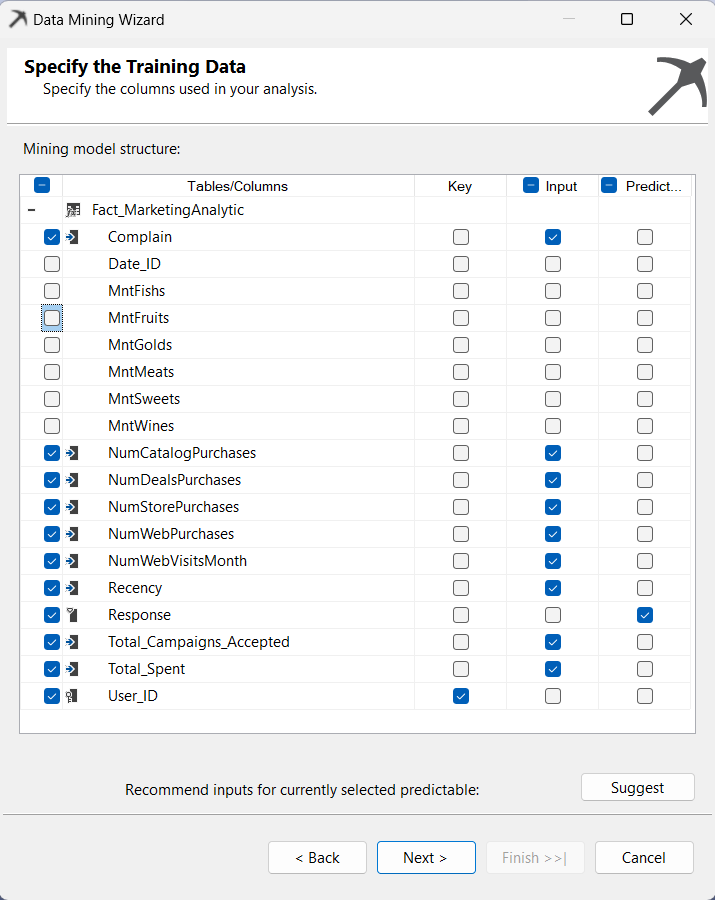 Data Mining Wizard
Specify the Training Data
Specify the columns used in your analysis.
Mining model structure:
Tables/Columns Key Input Predict...
Fact_MarketingAnalytic
Complain
Date_ID
MntFishs
MntFruits
MntGolds
MntMeats
MntSweets
MntWines
NumCatalogPurchases
NumDealsPurchases
NumStorePurchases
NumWebPurchases
NumWebVisitsMonth
Recency
Response
Total_Campaigns_Accepted
Total_Spent
User_ID
Recommend inputs for currently selected predictable: Suggest
< Back Next > Finish >>| Cancel